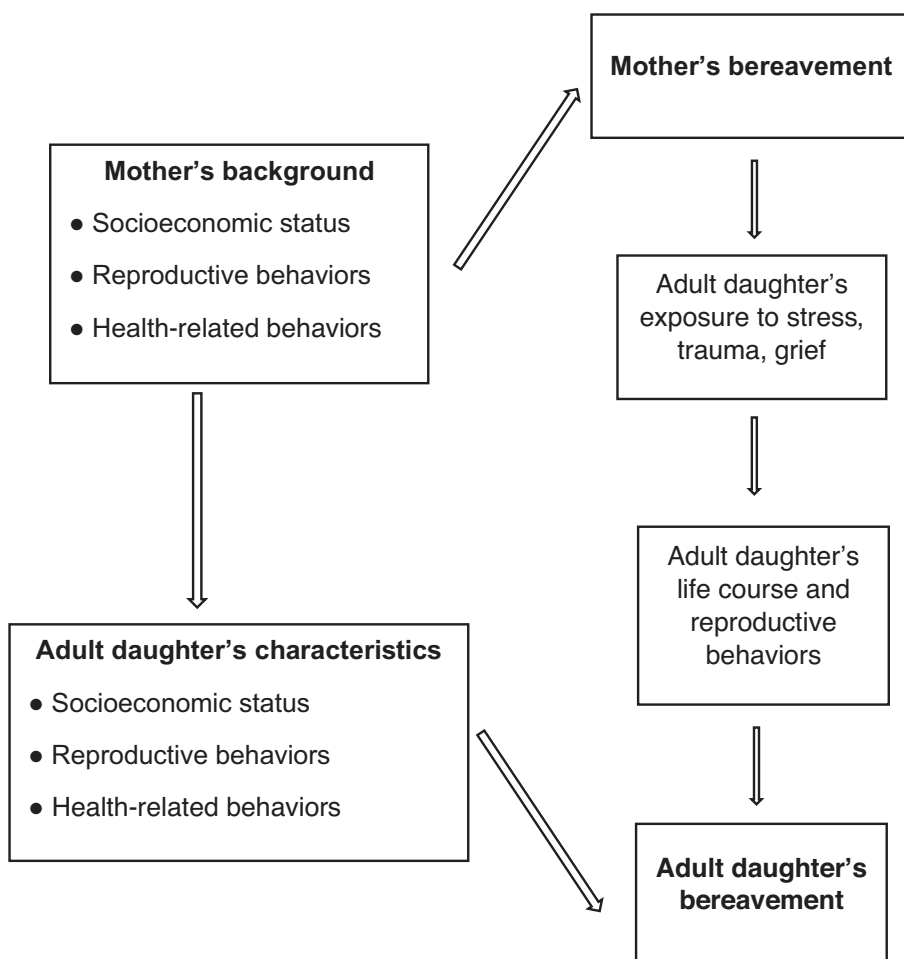 Mother’s bereavement
Mother’s background
● Socioeconomic status
● Reproductive behaviors
● Health-related behaviors
Adult daughter’s
exposure to stress,
trauma, grief
Adult daughter’s
life course and
reproductive
behaviors
Adult daughter’s characteristics
● Socioeconomic status
● Reproductive behaviors
● Health-related behaviors
Adult daughter’s
bereavement